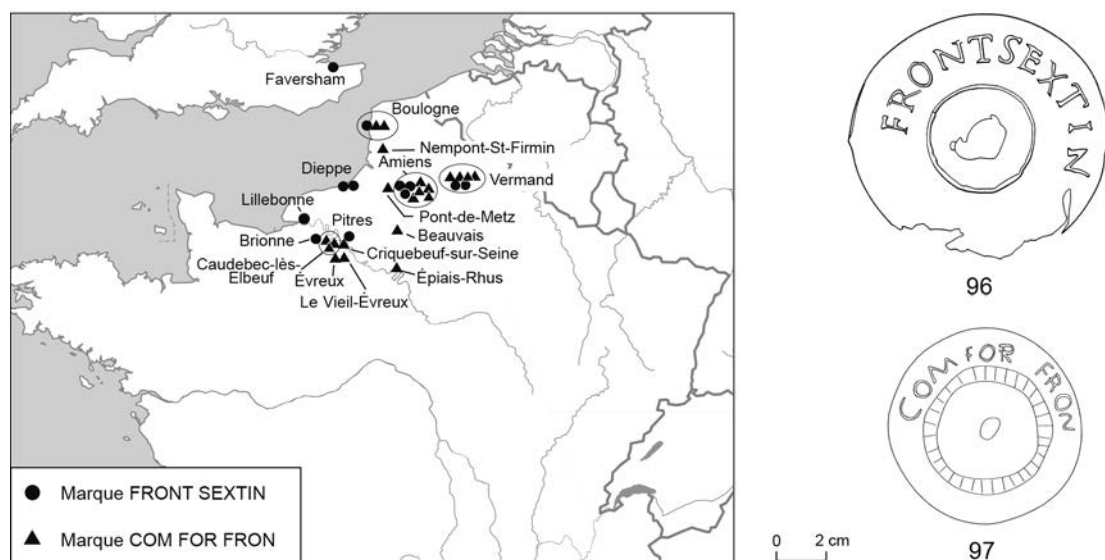 Faversham
Boulogne
Nempont-St-Firmin
Amiens
Dieppe
Vermand
Lillebonne
Pont-de-Metz
Pitres
Beauvais
Brionne
Criquebeuf-sur-Seine
Caudebec-lès-
Elbeuf
Épiais-Rhus
Évreux
Le Vieil-Évreux
Marque FRONT SEXTIN
Marque COM FOR FRON
FRONTSEXTIN
96
COM FOR FRON
0 2 cm
97